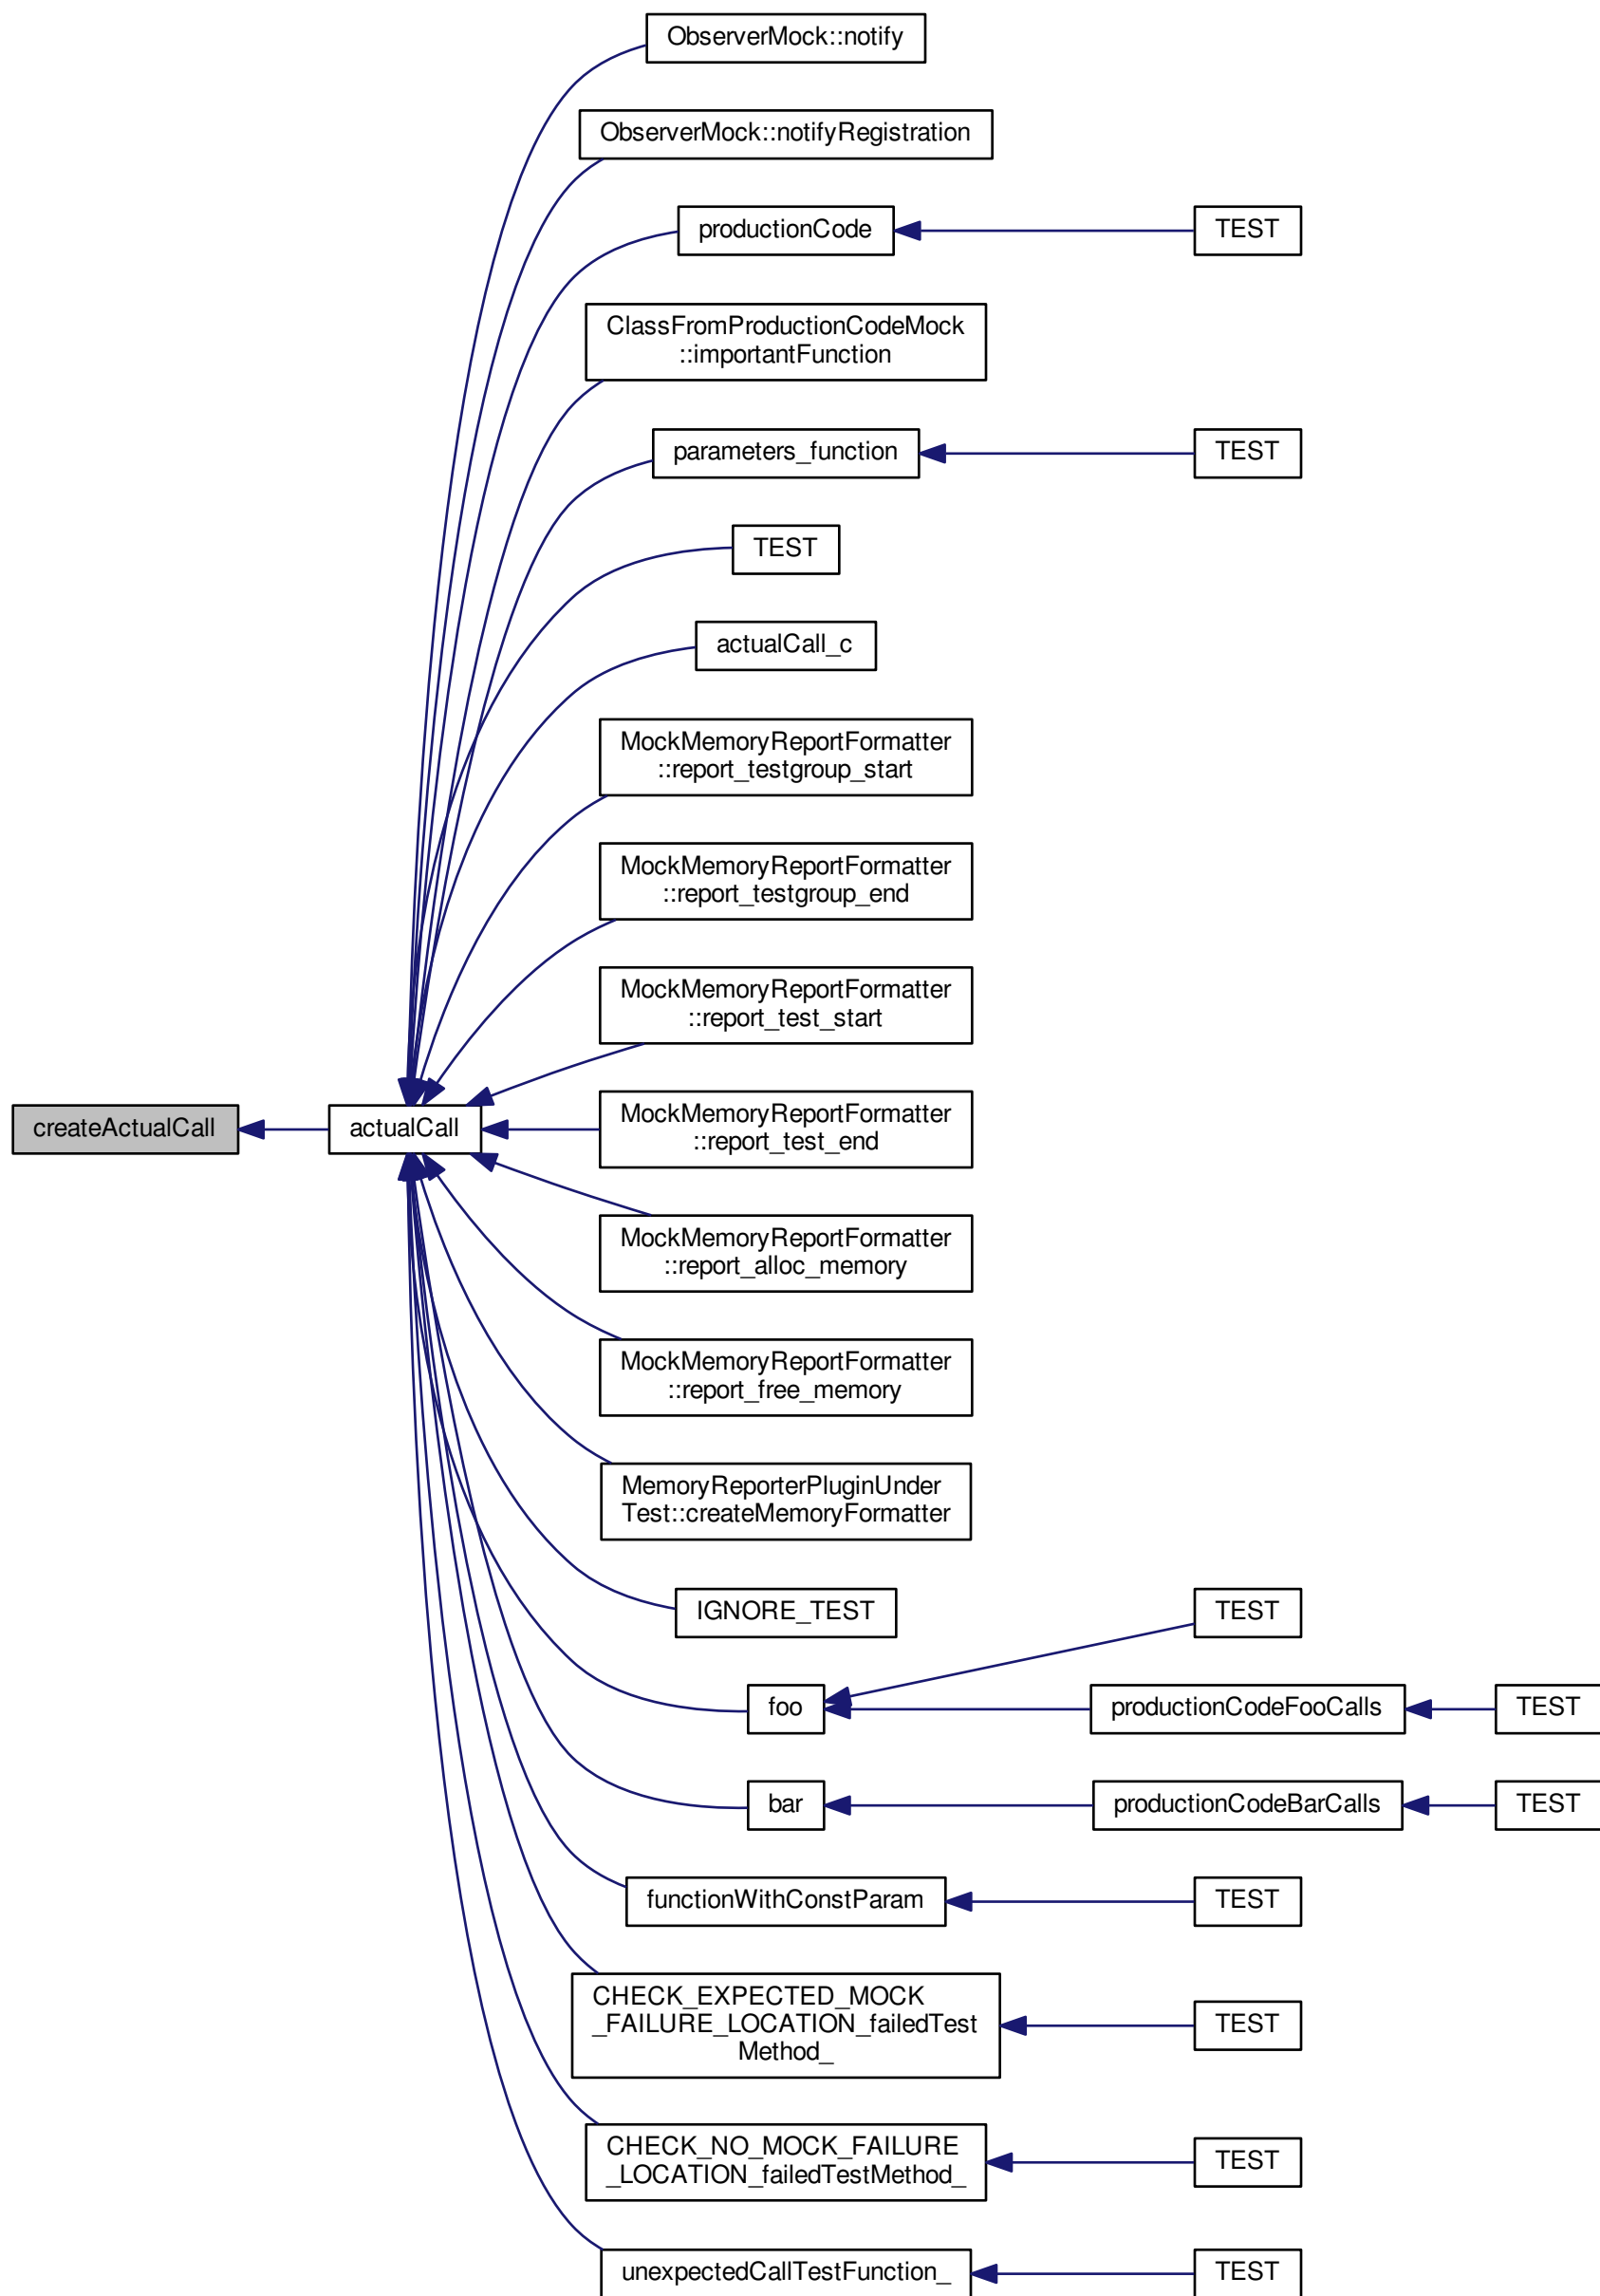 ObserverMock::notify
ObserverMock::notifyRegistration
productionCode
TEST
ClassFromProductionCodeMock
::importantFunction
parameters_function
TEST
TEST
actualCall_c
MockMemoryReportFormatter
::report_testgroup_start
MockMemoryReportFormatter
::report_testgroup_end
MockMemoryReportFormatter
::report_test_start
createActualCall
actualCall
MockMemoryReportFormatter
::report_test_end
MockMemoryReportFormatter
::report_alloc_memory
MockMemoryReportFormatter
::report_free_memory
MemoryReporterPluginUnder
Test::createMemoryFormatter
IGNORE_TEST
TEST
foo
productionCodeFooCalls
TEST
bar
productionCodeBarCalls
TEST
functionWithConstParam
TEST
CHECK_EXPECTED_MOCK
_FAILURE_LOCATION_failedTest
Method_
TEST
CHECK_NO_MOCK_FAILURE
_LOCATION_failedTestMethod_
TEST
unexpectedCallTestFunction_
TEST